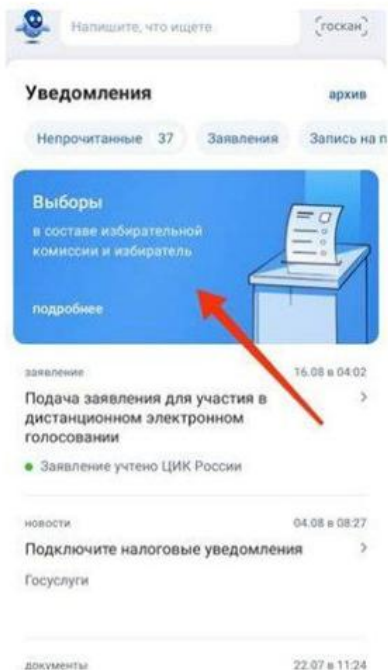 Напишите, что ищете
госкан
Уведомления
архив
Непрочитанные 37
Заявления
Запись на п
Выборы
в составе избирательной
комиссии и избиратель
подробнее
заявление
16.08 в 04:02
Подача заявления для участия в
дистанционном электронном
голосовании
Заявление учтено ЦИК России
новости
04.08 в 08:27
Подключите налоговые уведомления
Госуслуги
документы
22.07 в 11:24